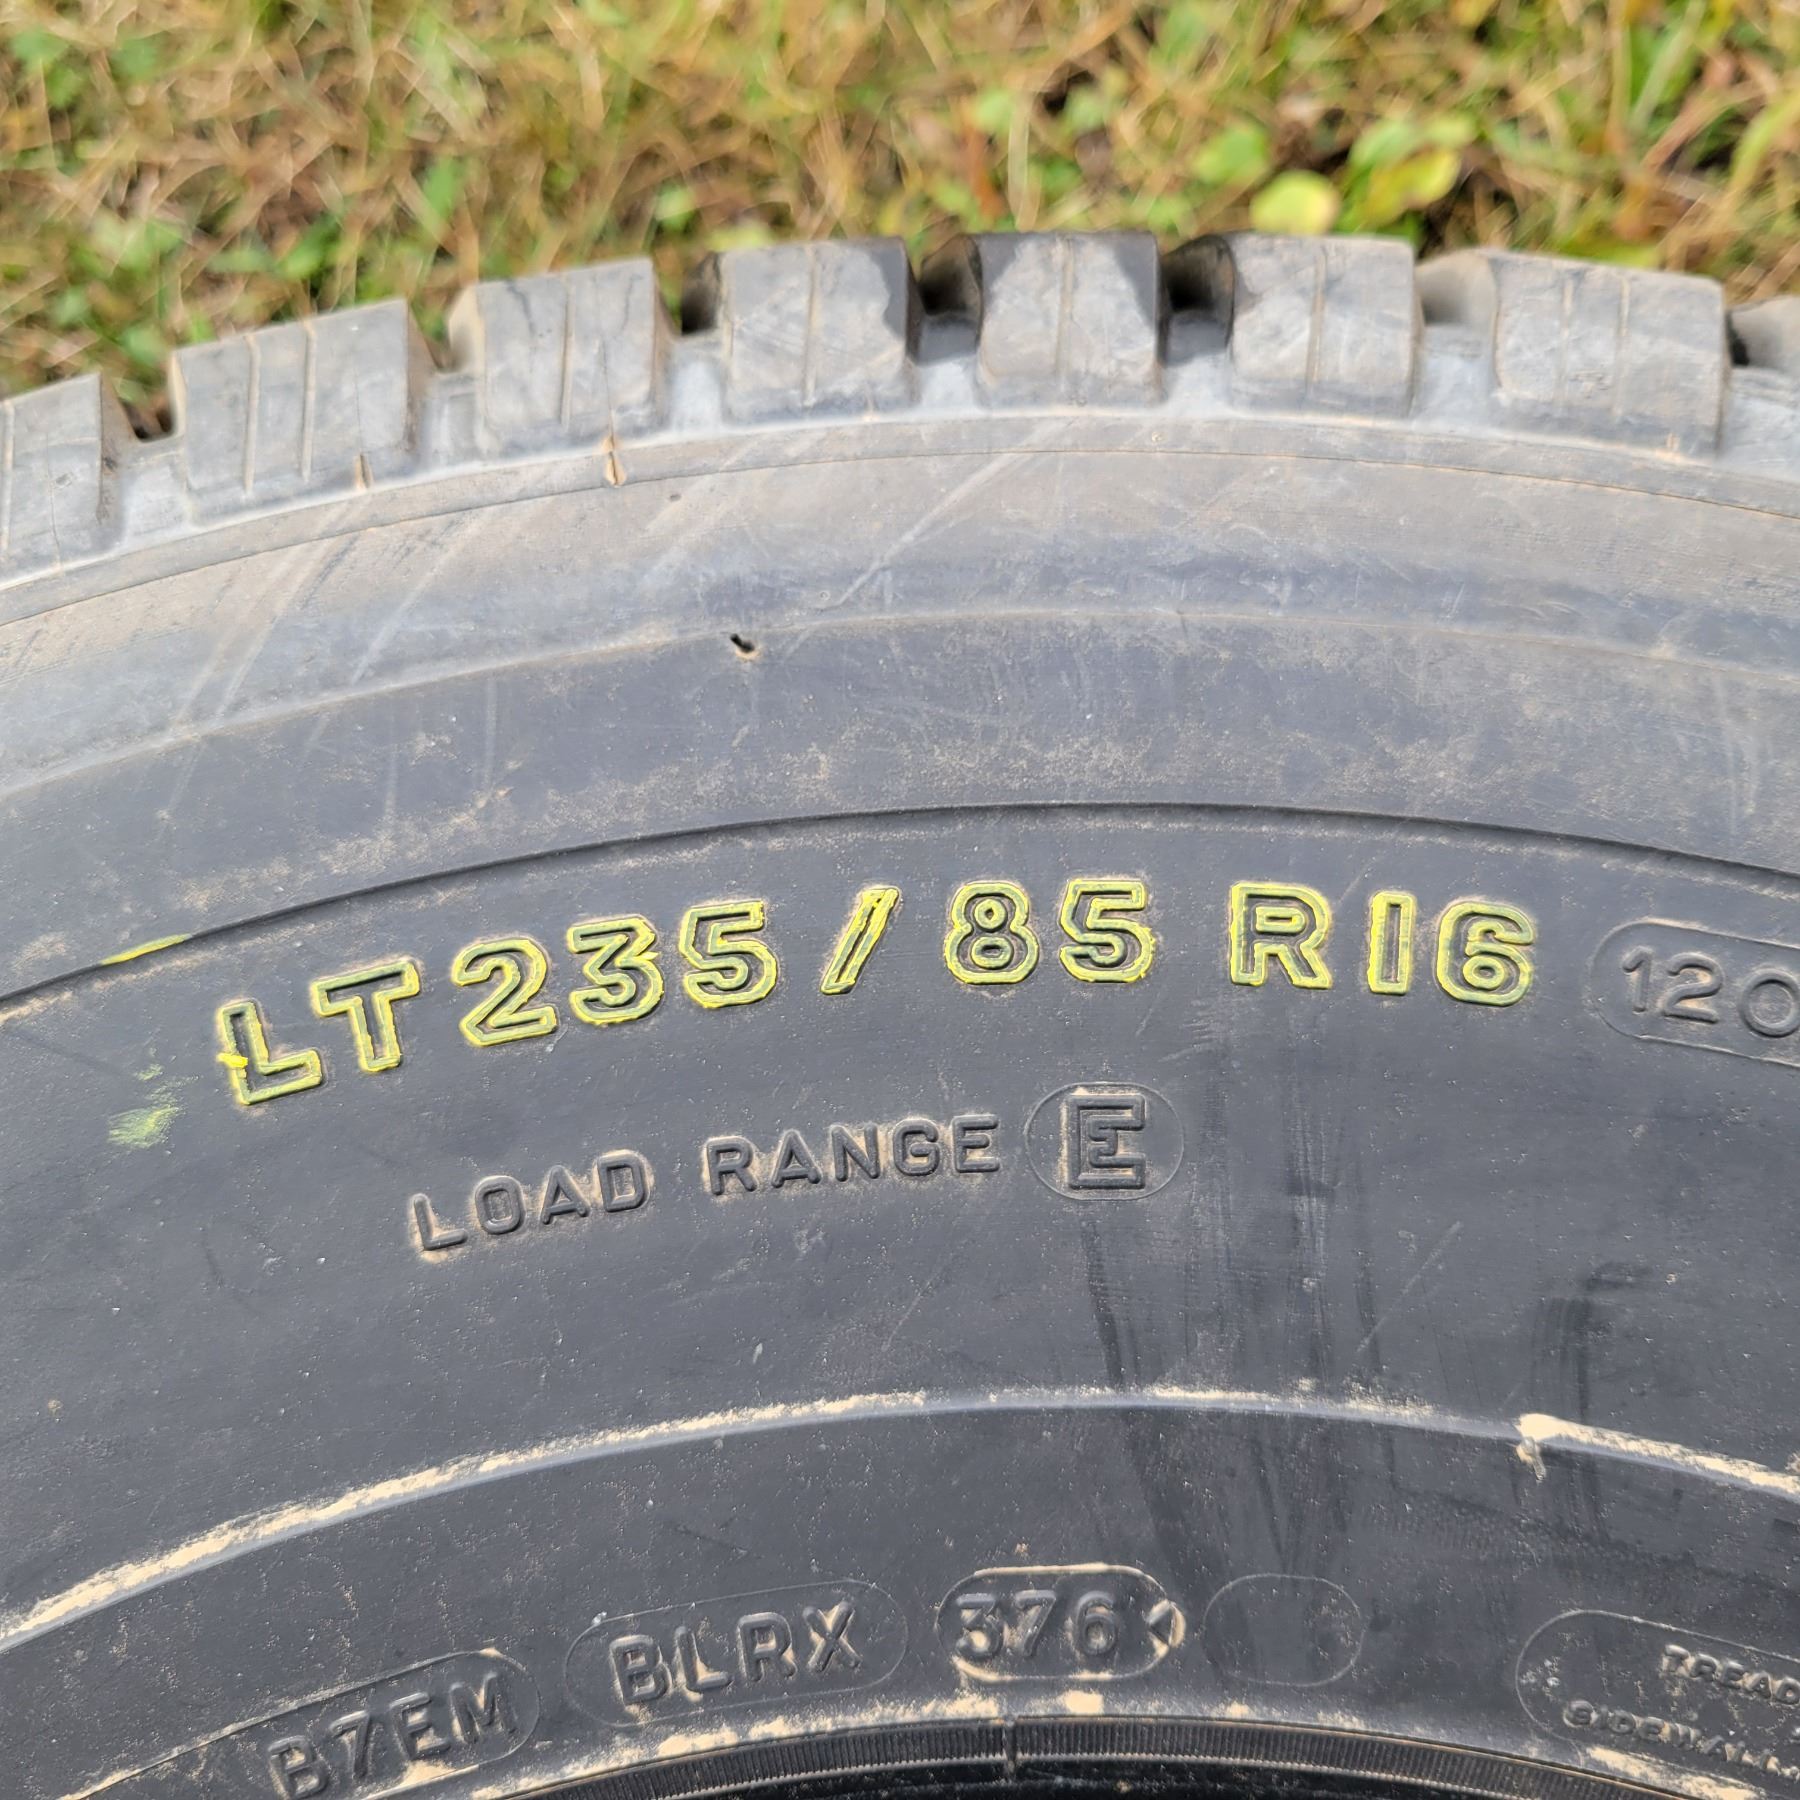 LT235/85 R16 120
LOAD RANGE E
B7EM BLRX 376◄
TREAD
SIDEWALL